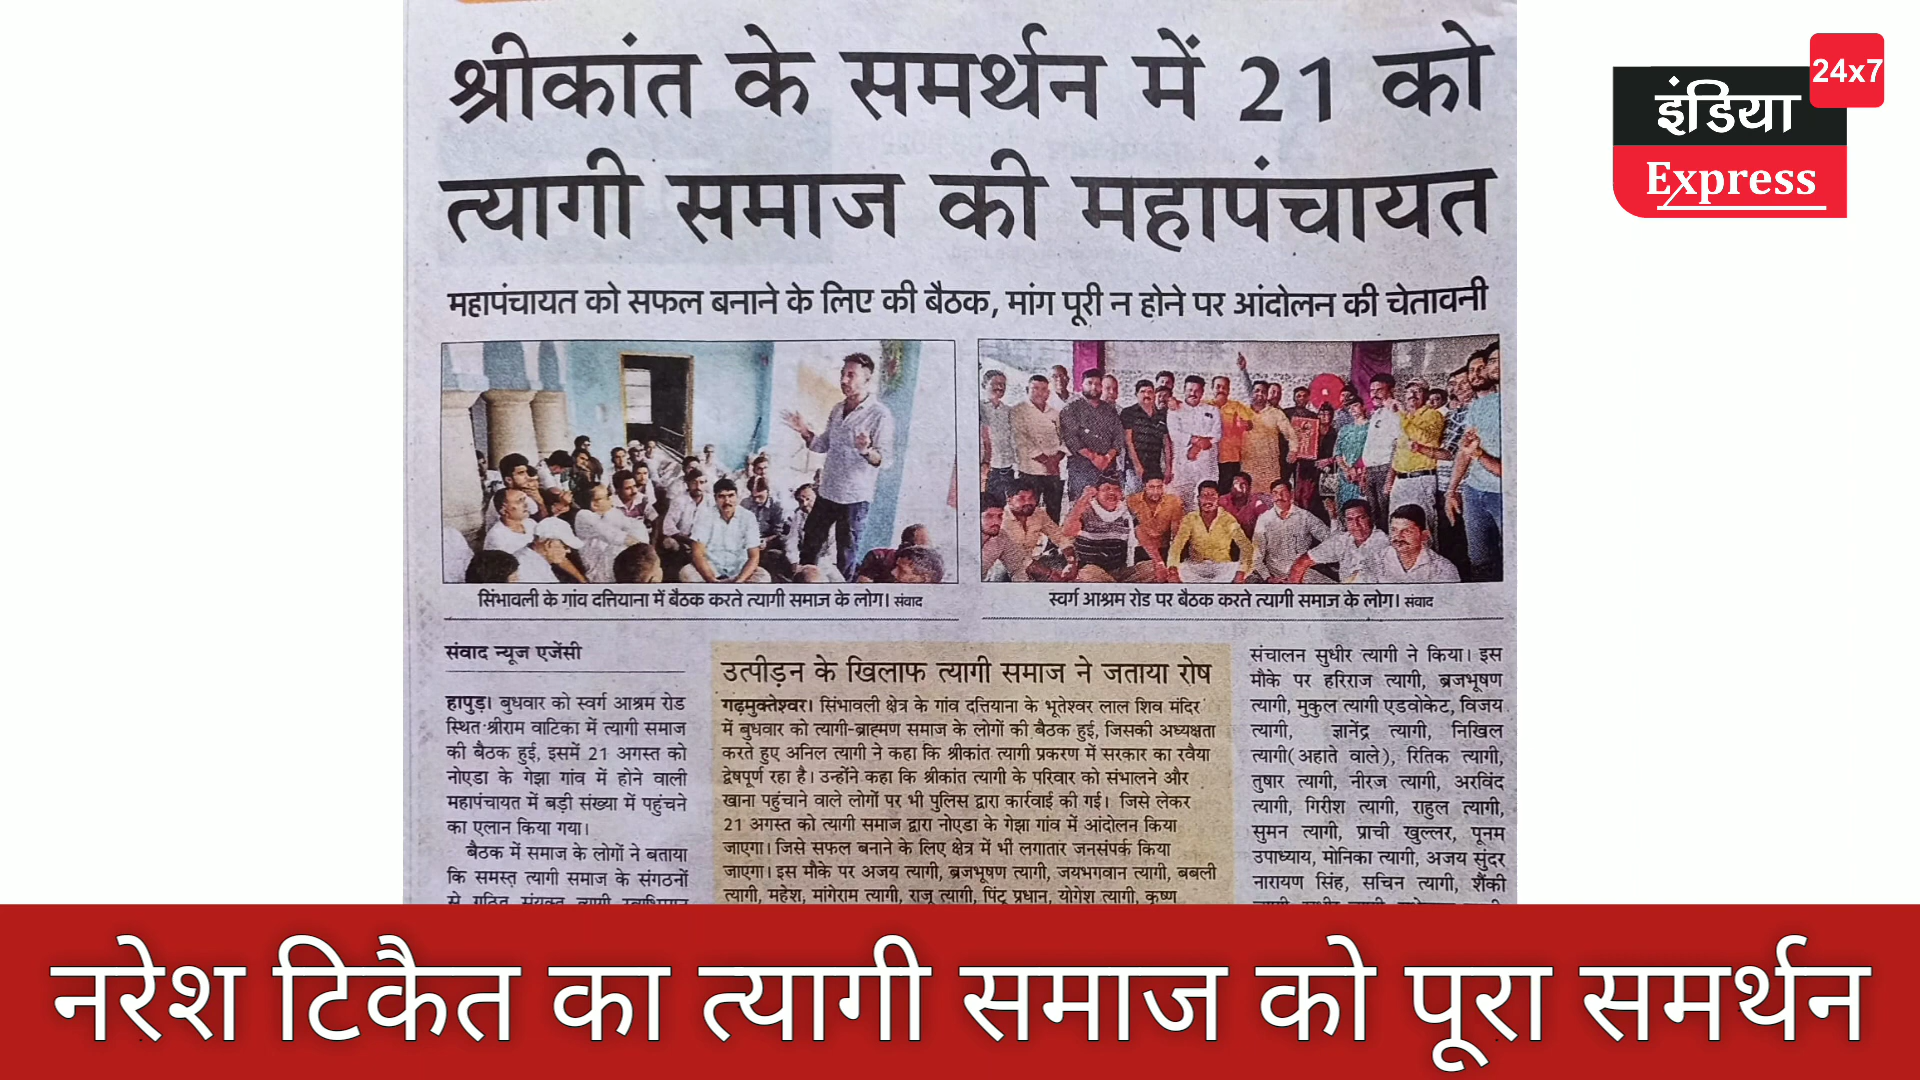 श्रीकांत के समर्थन में 21 को
त्यागी समाज की महापंचायत
24x7
इंडिया
Express
महापंचायत को सफल बनाने के लिए की बैठक, मांग पूरी न होने पर आंदोलन की चेतावनी
सिंभावली के गांव दत्तियाना में बैठक करते त्यागी समाज के लोग। संवाद
स्वर्ग आश्रम रोड पर बैठक करते त्यागी समाज के लोग। संवाद
संवाद न्यूज एजेंसी
हापुड़। बुधवार को स्वर्ग आश्रम रोड
स्थित श्रीराम वाटिका में त्यागी समाज
की बैठक हुई, इसमें 21 अगस्त को
नोएडा के गेझा गांव में होने वाली
महापंचायत में बड़ी संख्या में पहुंचने
का एलान किया गया।
बैठक में समाज के लोगों ने बताया
कि समस्त त्यागी समाज के संगठनों
उत्पीड़न के खिलाफ त्यागी समाज ने जताया रोष
गढ़मुक्तेश्वर। सिंभावली क्षेत्र के गांव दत्तियाना के भूतेश्वर लाल शिव मंदिर
में बुधवार को त्यागी-ब्राह्मण समाज के लोगों की बैठक हुई, जिसकी अध्यक्षता
करते हुए अनिल त्यागी ने कहा कि श्रीकांत त्यागी प्रकरण में सरकार का रवैया
द्वेषपूर्ण रहा है। उन्होंने कहा कि श्रीकांत त्यागी के परिवार को संभालने और
खाना पहुंचाने वाले लोगों पर भी पुलिस द्वारा कार्रवाई की गई। जिसे लेकर
21 अगस्त को त्यागी समाज द्वारा नोएडा के गेझा गांव में आंदोलन किया
जाएगा। जिसे सफल बनाने के लिए क्षेत्र में भी लगातार जनसंपर्क किया
जाएगा। इस मौके पर अजय त्यागी, ब्रजभूषण त्यागी, जयभगवान त्यागी, बबली
त्यागी, महेश, मांगेराम त्यागी, राजू त्यागी, पिंटू प्रधान, योगेश त्यागी, कृष्ण
संचालन सुधीर त्यागी ने किया। इस
मौके पर हरिराज त्यागी, ब्रजभूषण
त्यागी, मुकुल त्यागी एडवोकेट, विजय
त्यागी, ज्ञानेंद्र त्यागी, निखिल
त्यागी(अहाते वाले), रितिक त्यागी,
तुषार त्यागी, नीरज त्यागी, अरविंद
त्यागी, गिरीश त्यागी, राहुल त्यागी,
सुमन त्यागी, प्राची खुल्लर, पूनम
उपाध्याय, मोनिका त्यागी, अजय सुंदर
नारायण सिंह, सचिन त्यागी, शैंकी
नरेश टिकैत का त्यागी समाज को पूरा समर्थन